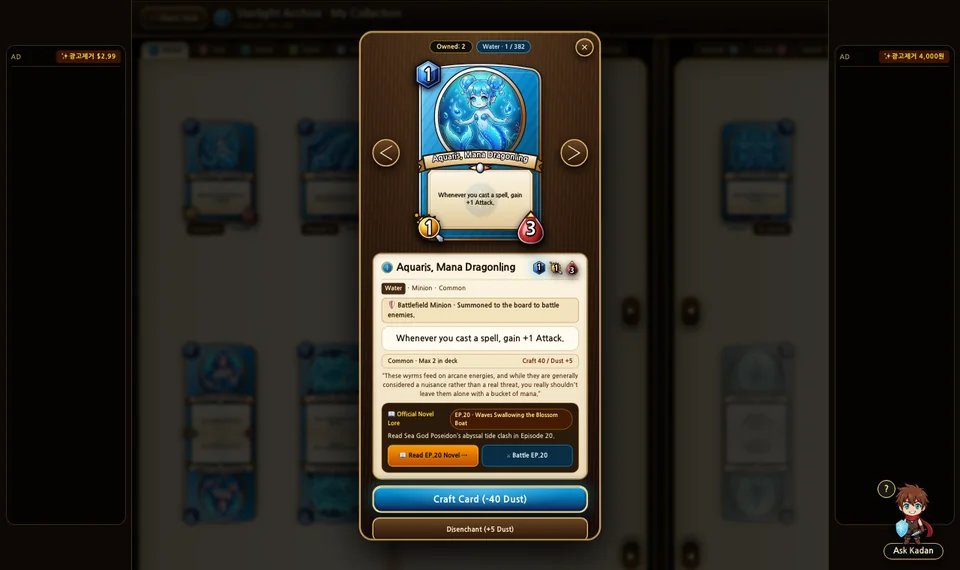 Owned: 2
Water · 1 / 382
×
AD
✨광고제거 $2.99
AD
✨광고제거 4,000원
1
<
>
Aquaris, Mana Dragonling
Whenever you cast a spell, gain
+1 Attack.
1
3
Aquaris, Mana Dragonling
1
1
3
Water · Minion · Common
Battlefield Minion · Summoned to the board to battle
enemies.
Whenever you cast a spell, gain +1 Attack.
Common · Max 2 in deck
Craft 40 / Dust +5
"These wyrms feed on arcane energies, and while they are generally
considered a nuisance rather than a real threat, you really shouldn't
leave them alone with a bucket of mana."
📖 Official Novel
Lore
EP.20 · Waves Swallowing the Blossom
Boat
Read Sea God Poseidon's abyssal tide clash in Episode 20.
📖 Read EP.20 Novel →
Battle EP.20
Craft Card (-40 Dust)
Disenchant (+5 Dust)
?
Ask Kadan